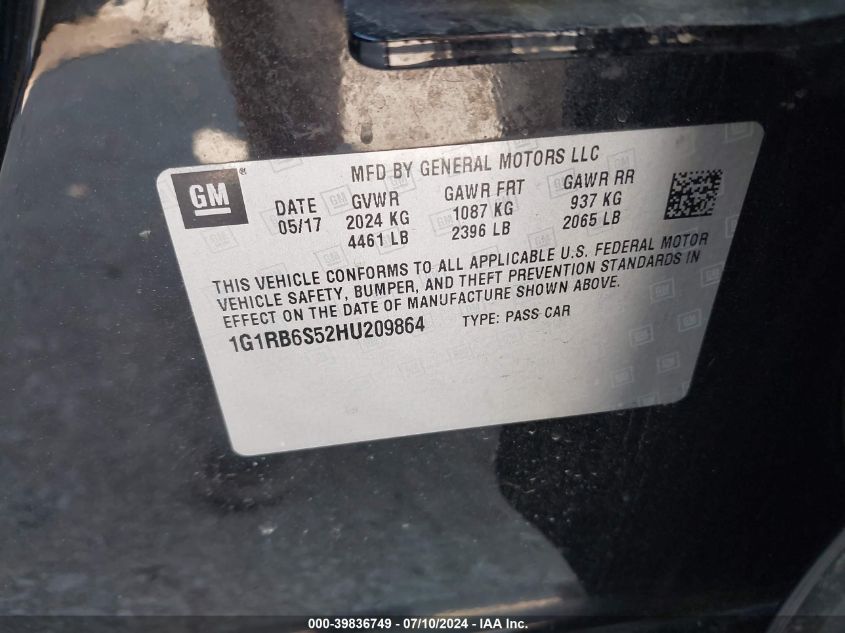 MFD BY GENERAL MOTORS LLC
GM®
DATE GVWR GAWR FRT GAWR RR
05/17 2024 KG 1087 KG 937 KG
4461 LB 2396 LB 2065 LB
THIS VEHICLE CONFORMS TO ALL APPLICABLE U.S. FEDERAL MOTOR
VEHICLE SAFETY, BUMPER, AND THEFT PREVENTION STANDARDS IN
EFFECT ON THE DATE OF MANUFACTURE SHOWN ABOVE.
1G1RB6S52HU209864 TYPE: PASS CAR
000-39836749 - 07/10/2024 - IAA Inc.